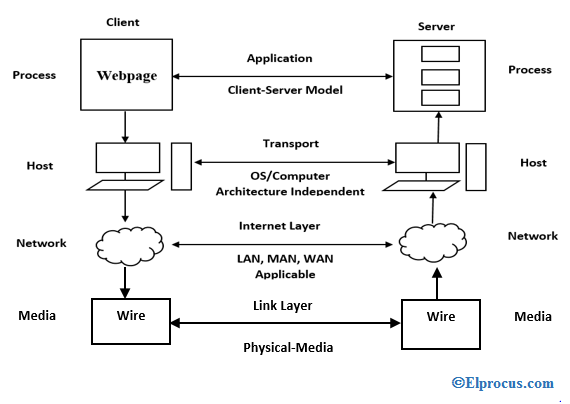 Client
Server
Process
Webpage
Application
Client-Server Model
Process
Host
Transport
OS/Computer
Architecture Independent
Host
Network
Internet Layer
LAN, MAN, WAN
Applicable
Network
Media
Wire
Link Layer
Physical-Media
Wire
Media
©Elprocus.com